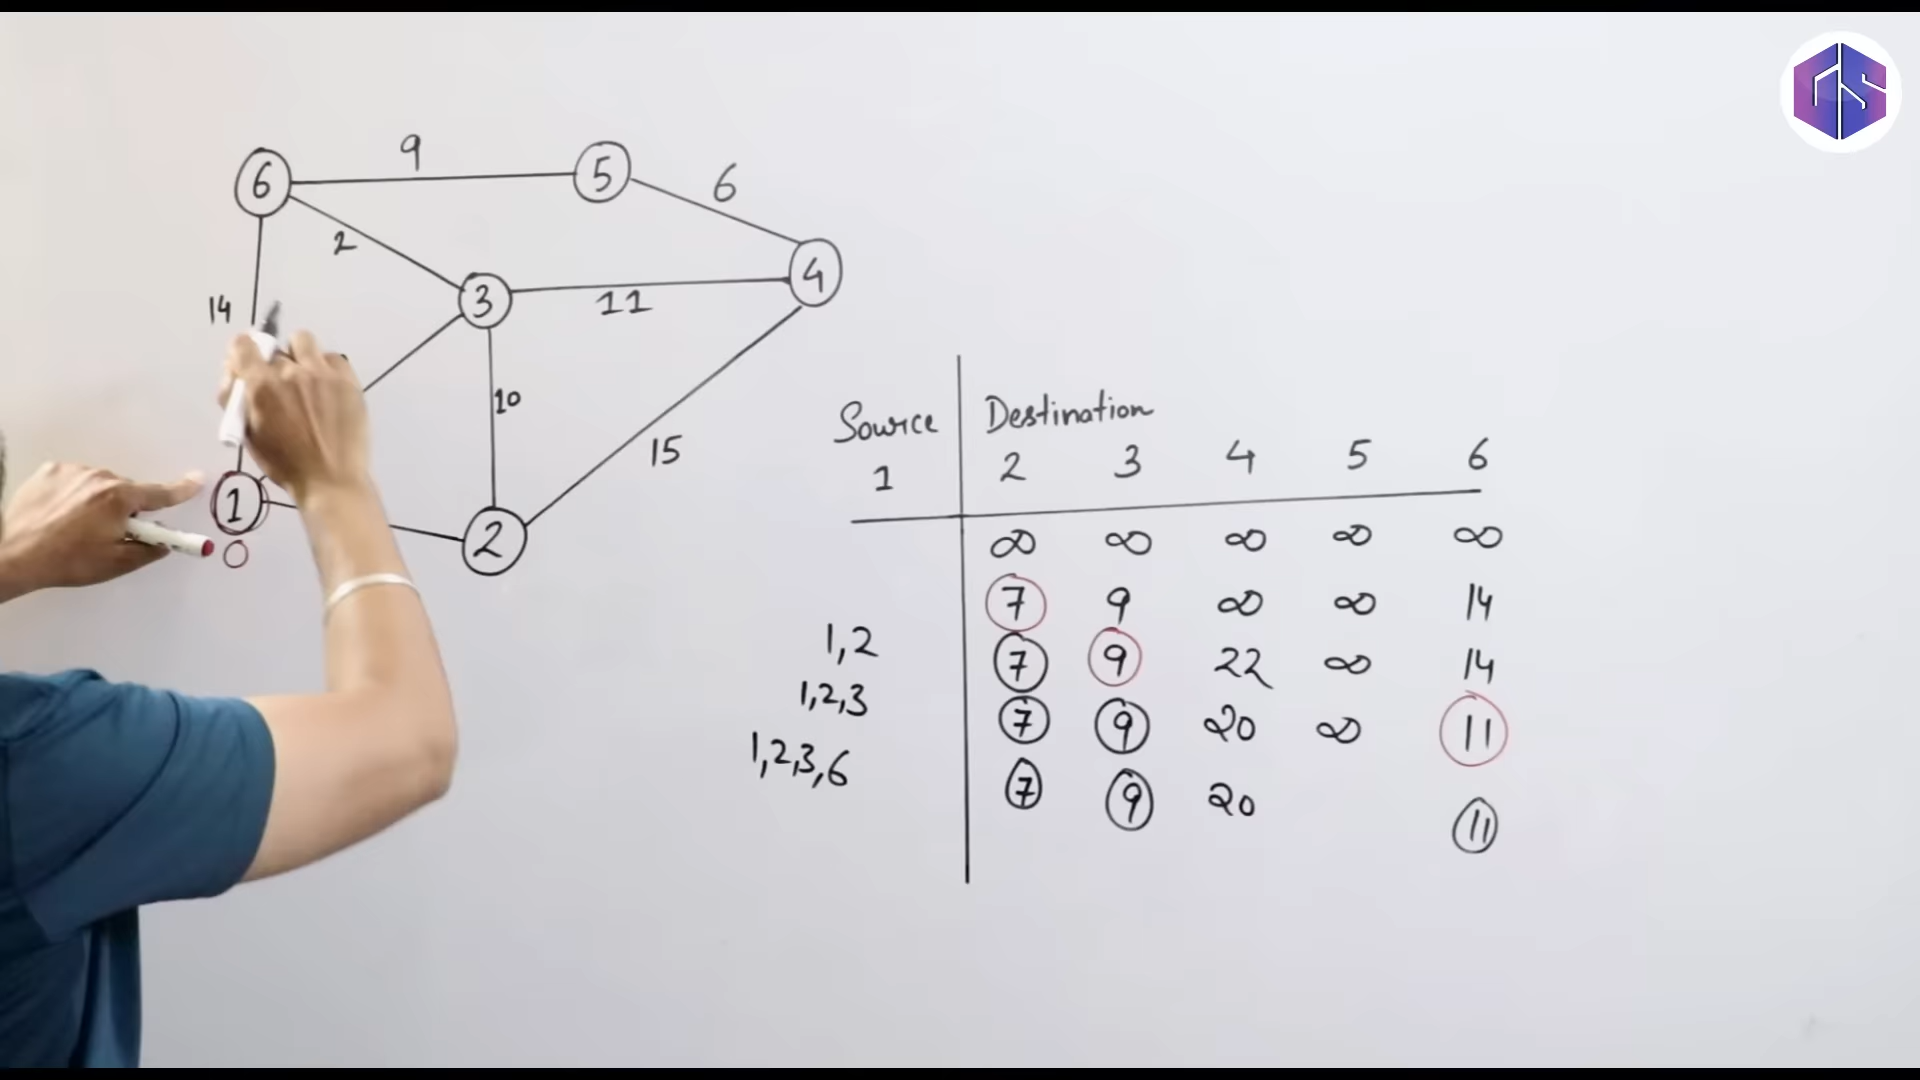 9
6
5
6
2
4
3
14
11
10
15
1
2
Source
Destination
1
2 3 4 5 6
∞ ∞ ∞ ∞ ∞
7 9 ∞ ∞ 14
1,2 7 9 22 ∞ 14
1,2,3 7 9 20 ∞ 11
1,2,3,6 7 9 20 11